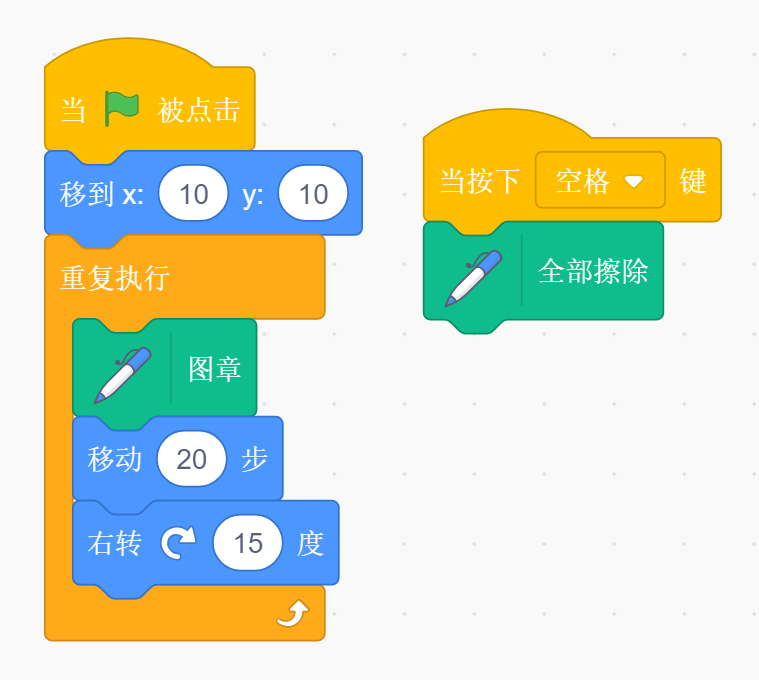 当 被点击
移到 x: 10 y: 10
重复执行
图章
移动 20 步
右转 15 度
当按下 空格 键
全部擦除